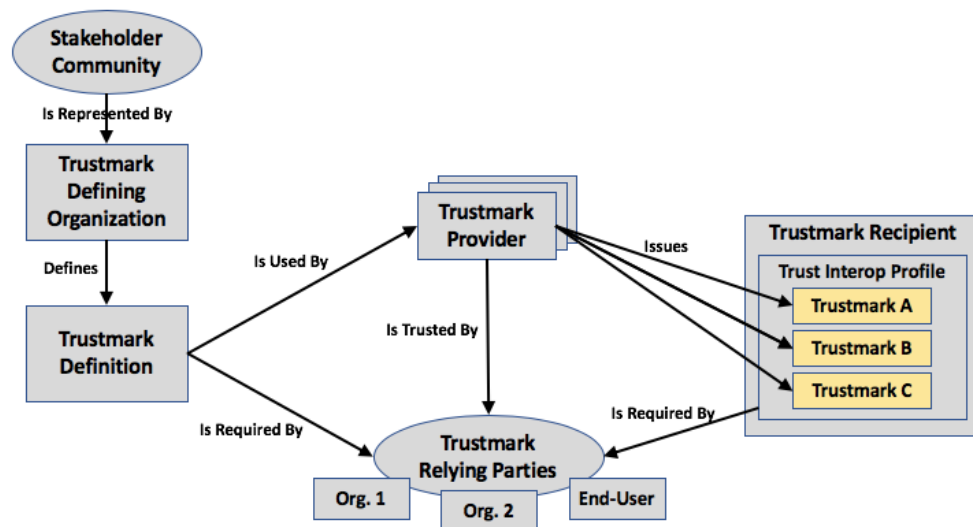 Stakeholder
Community
Is Represented By
Trustmark
Defining
Organization
Defines
Trustmark
Definition
Is Used By
Is Required By
Trustmark
Provider
Is Trusted By
Issues
Trustmark Recipient
Trust Interop Profile
Trustmark A
Trustmark B
Trustmark C
Is Required By
Trustmark
Relying Parties
Org. 1
Org. 2
End-User